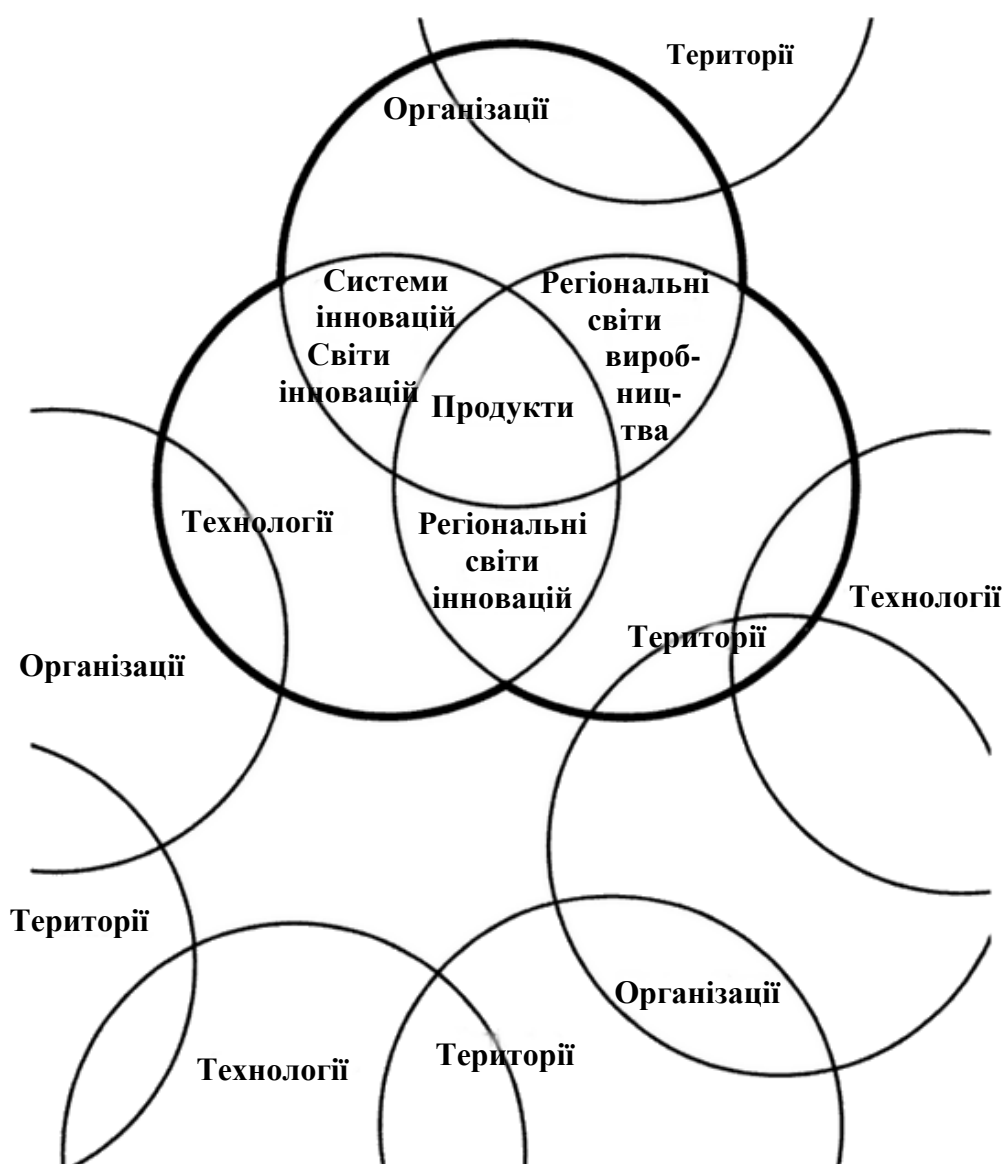 Території
Організації
Системи
інновацій
Світи
інновацій
Регіональні
світи
вироб-
ниц-
тва
Продукти
Технології
Регіональні
світи
інновацій
Технології
Території
Організації
Території
Організації
Технології
Території